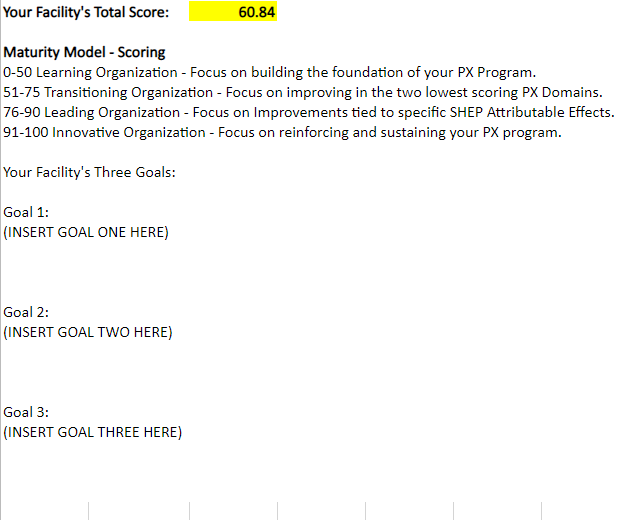 Your Facility's Total Score: 60.84
Maturity Model - Scoring
0-50 Learning Organization - Focus on building the foundation of your PX Program.
51-75 Transitioning Organization - Focus on improving in the two lowest scoring PX Domains.
76-90 Leading Organization - Focus on Improvements tied to specific SHEP Attributable Effects.
91-100 Innovative Organization - Focus on reinforcing and sustaining your PX program.
Your Facility's Three Goals:
Goal 1:
(INSERT GOAL ONE HERE)
Goal 2:
(INSERT GOAL TWO HERE)
Goal 3:
(INSERT GOAL THREE HERE)